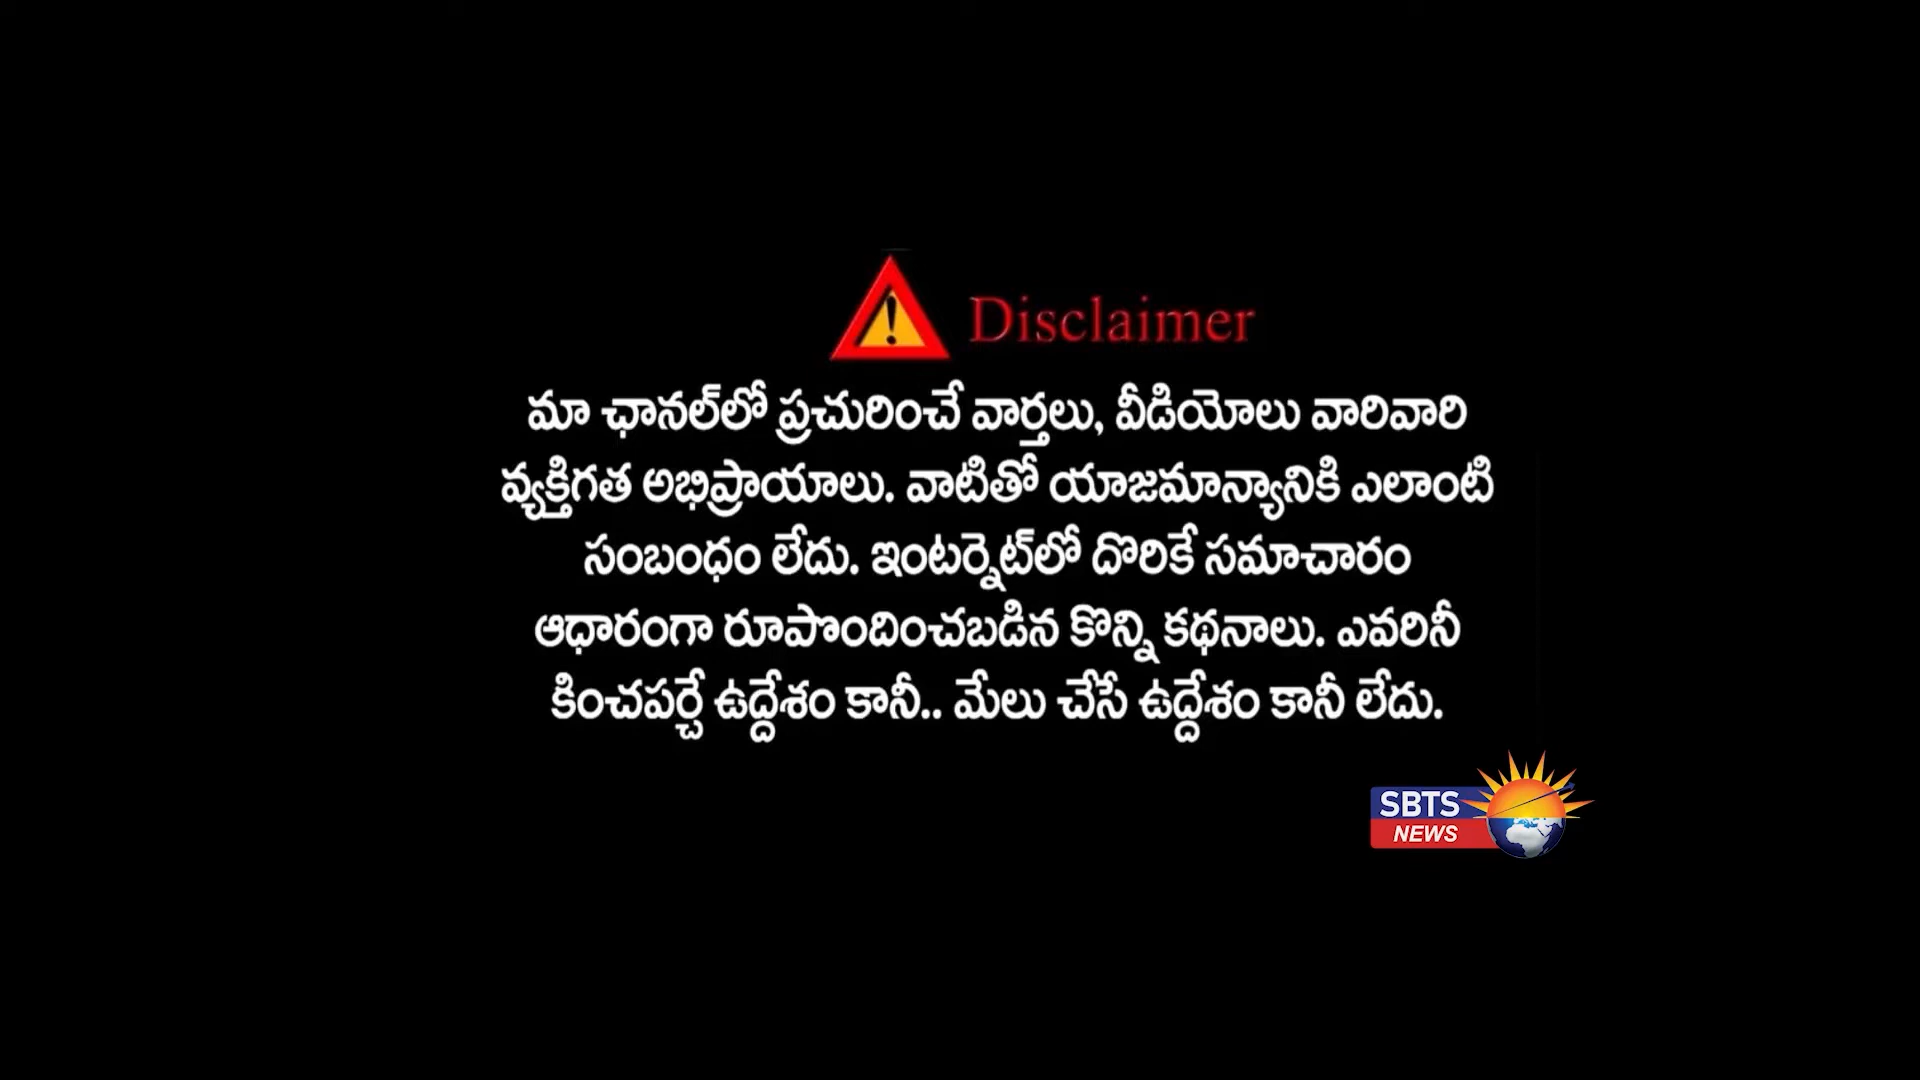 Disclaimer
మా ఛానల్‌లో ప్రచురించే వార్తలు, వీడియోలు వారివారి
వ్యక్తిగత అభిప్రాయాలు. వాటితో యాజమాన్యానికి ఎలాంటి
సంబంధం లేదు. ఇంటర్నెట్‌లో దొరికే సమాచారం
ఆధారంగా రూపొందించబడిన కొన్ని కథనాలు. ఎవరినీ
కించపర్చే ఉద్దేశం కానీ.. మేలు చేసే ఉద్దేశం కానీ లేదు.
SBTS
NEWS